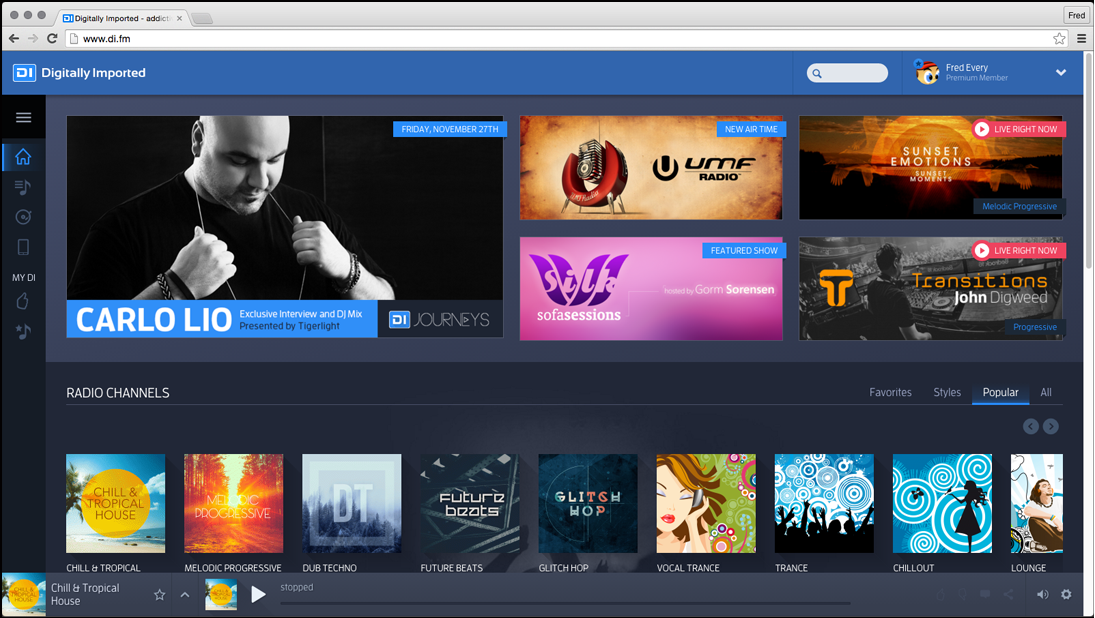 DI Digitally Imported - addict
Fred
www.di.fm
DI Digitally Imported
Fred Every
Premium Member
FRIDAY, NOVEMBER 27TH
CARLO LIO
Exclusive Interview and DJ Mix
Presented by Tigerlight
DI JOURNEYS
NEW AIR TIME
UMF
RADIO
LIVE RIGHT NOW
SUNSET
EMOTIONS
SUNSET
MOMENTS
Melodic Progressive
FEATURED SHOW
Silk
sofasessions
hosted by Gorm Sorensen
LIVE RIGHT NOW
Transitions
John Digweed
Progressive
MY DI
RADIO CHANNELS
Favorites
Styles
Popular
All
CHILL &
TROPICAL
HOUSE
MELODIC
PROGRESSIVE
DT
FUTURE
BEATS
GLITCH
HOP
CHILL & TROPICAL
MELODIC PROGRESSIVE
DUB TECHNO
FUTURE BEATS
GLITCH HOP
VOCAL TRANCE
TRANCE
CHILLOUT
LOUNGE
Chill & Tropical
House
stopped